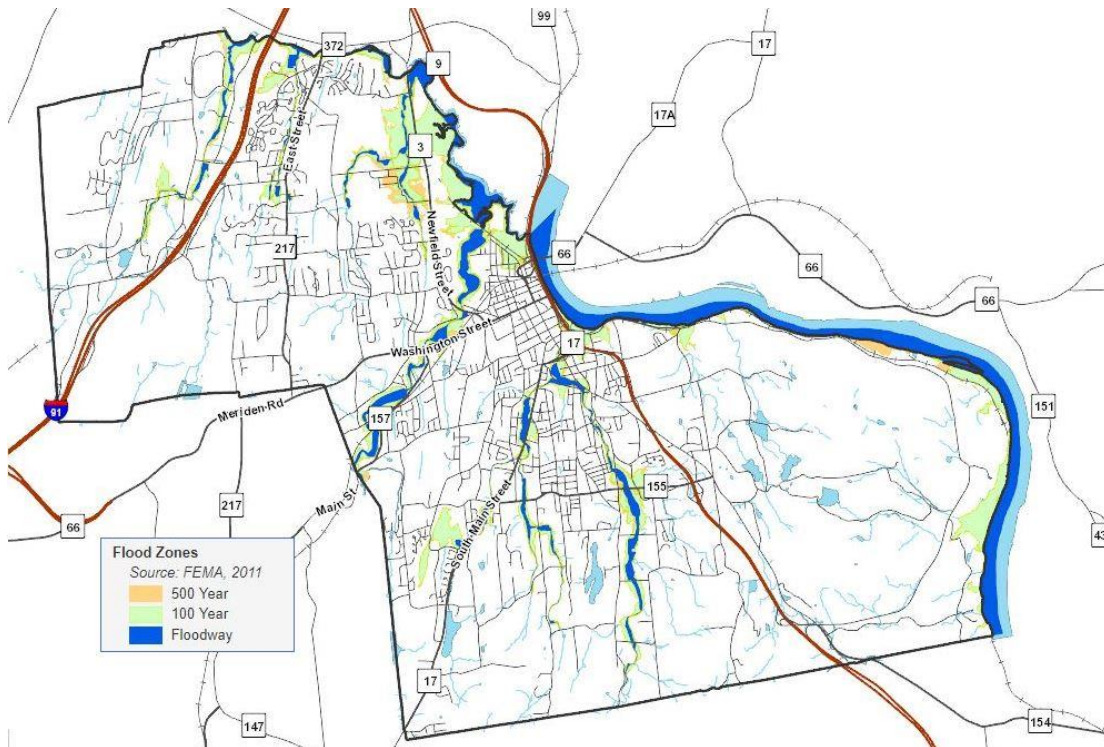 99
372
17
9
17A
3
East Street
Newfield Street
217
66
66
66
Washington Street
17
91
Meriden Rd
157
151
217
Main St.
155
66
South Main Street
43
Flood Zones
Source: FEMA, 2011
500 Year
100 Year
Floodway
17
147
154